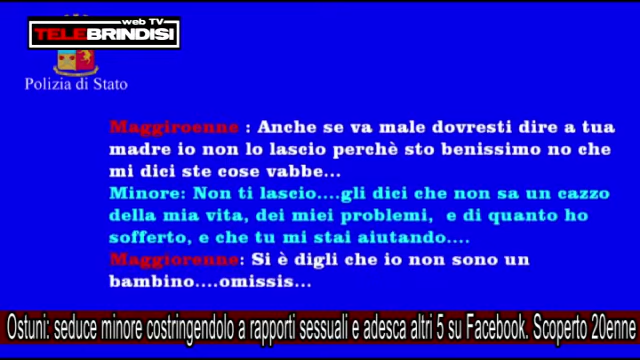 web TV
TELEBRINDISI
Polizia di Stato
Maggiroenne : Anche se va male dovresti dire a tua
madre io non lo lascio perchè sto benissimo no che
mi dici ste cose vabbe...
Minore: Non ti lascio....gli dici che non sa un cazzo
della mia vita, dei miei problemi, e di quanto ho
sofferto, e che tu mi stai aiutando....
Maggiorenne: Si è digli che io non sono un
bambino....omissis...
Ostuni: seduce minore costringendolo a rapporti sessuali e adesca altri 5 su Facebook. Scoperto 20enne